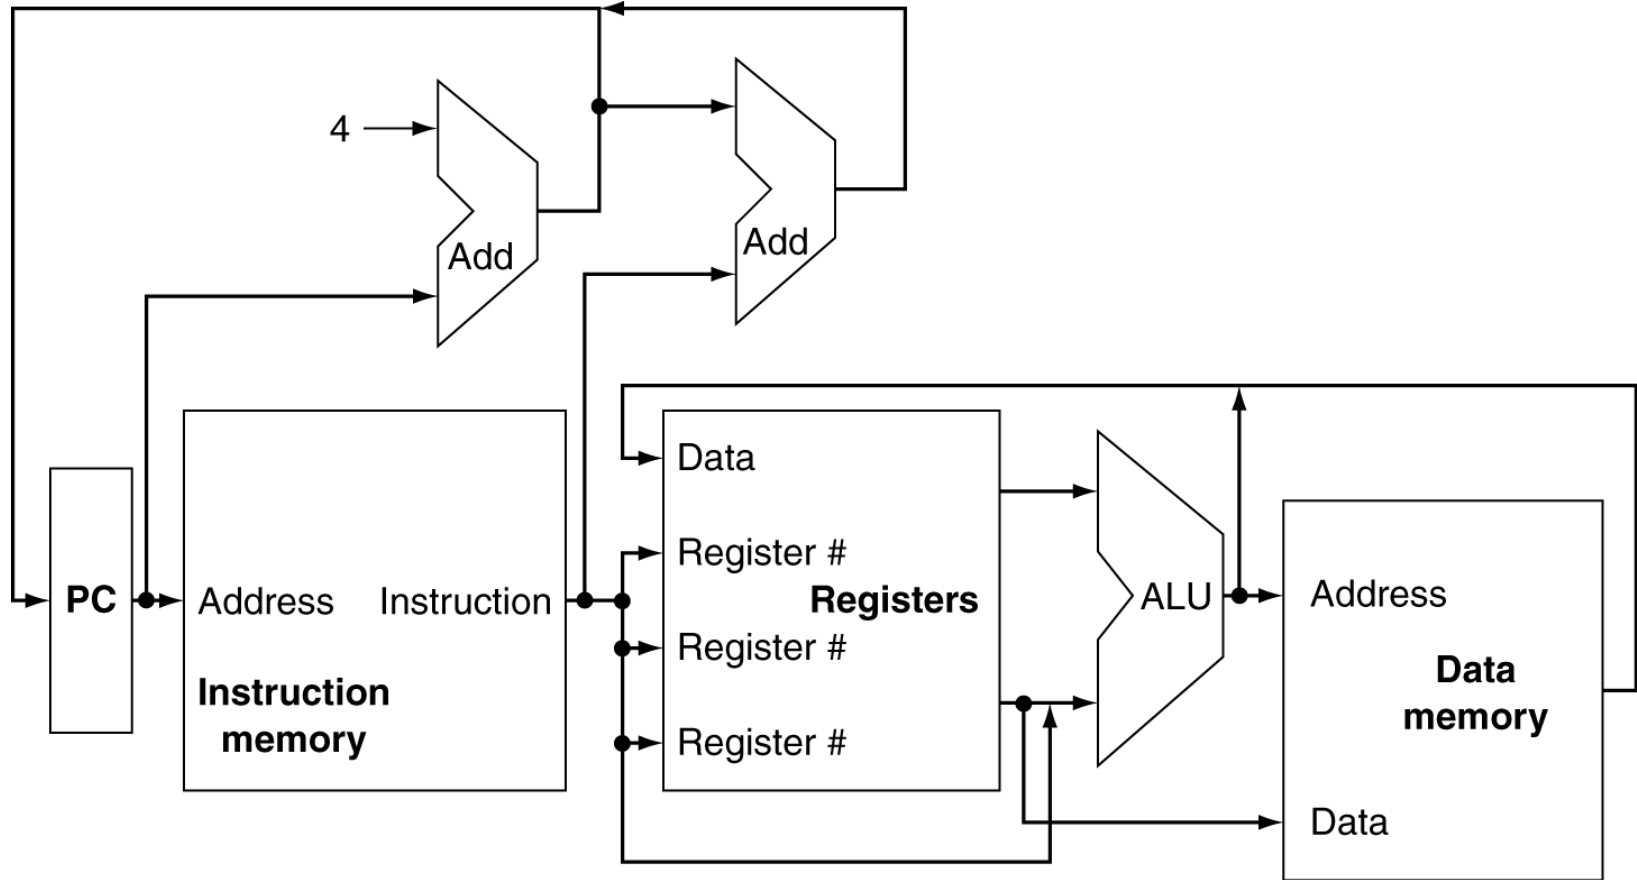 4
Add
Add
Data
Register #
PC
Address
Instruction
Registers
ALU
Address
Register #
Instruction
memory
Data
memory
Register #
Data